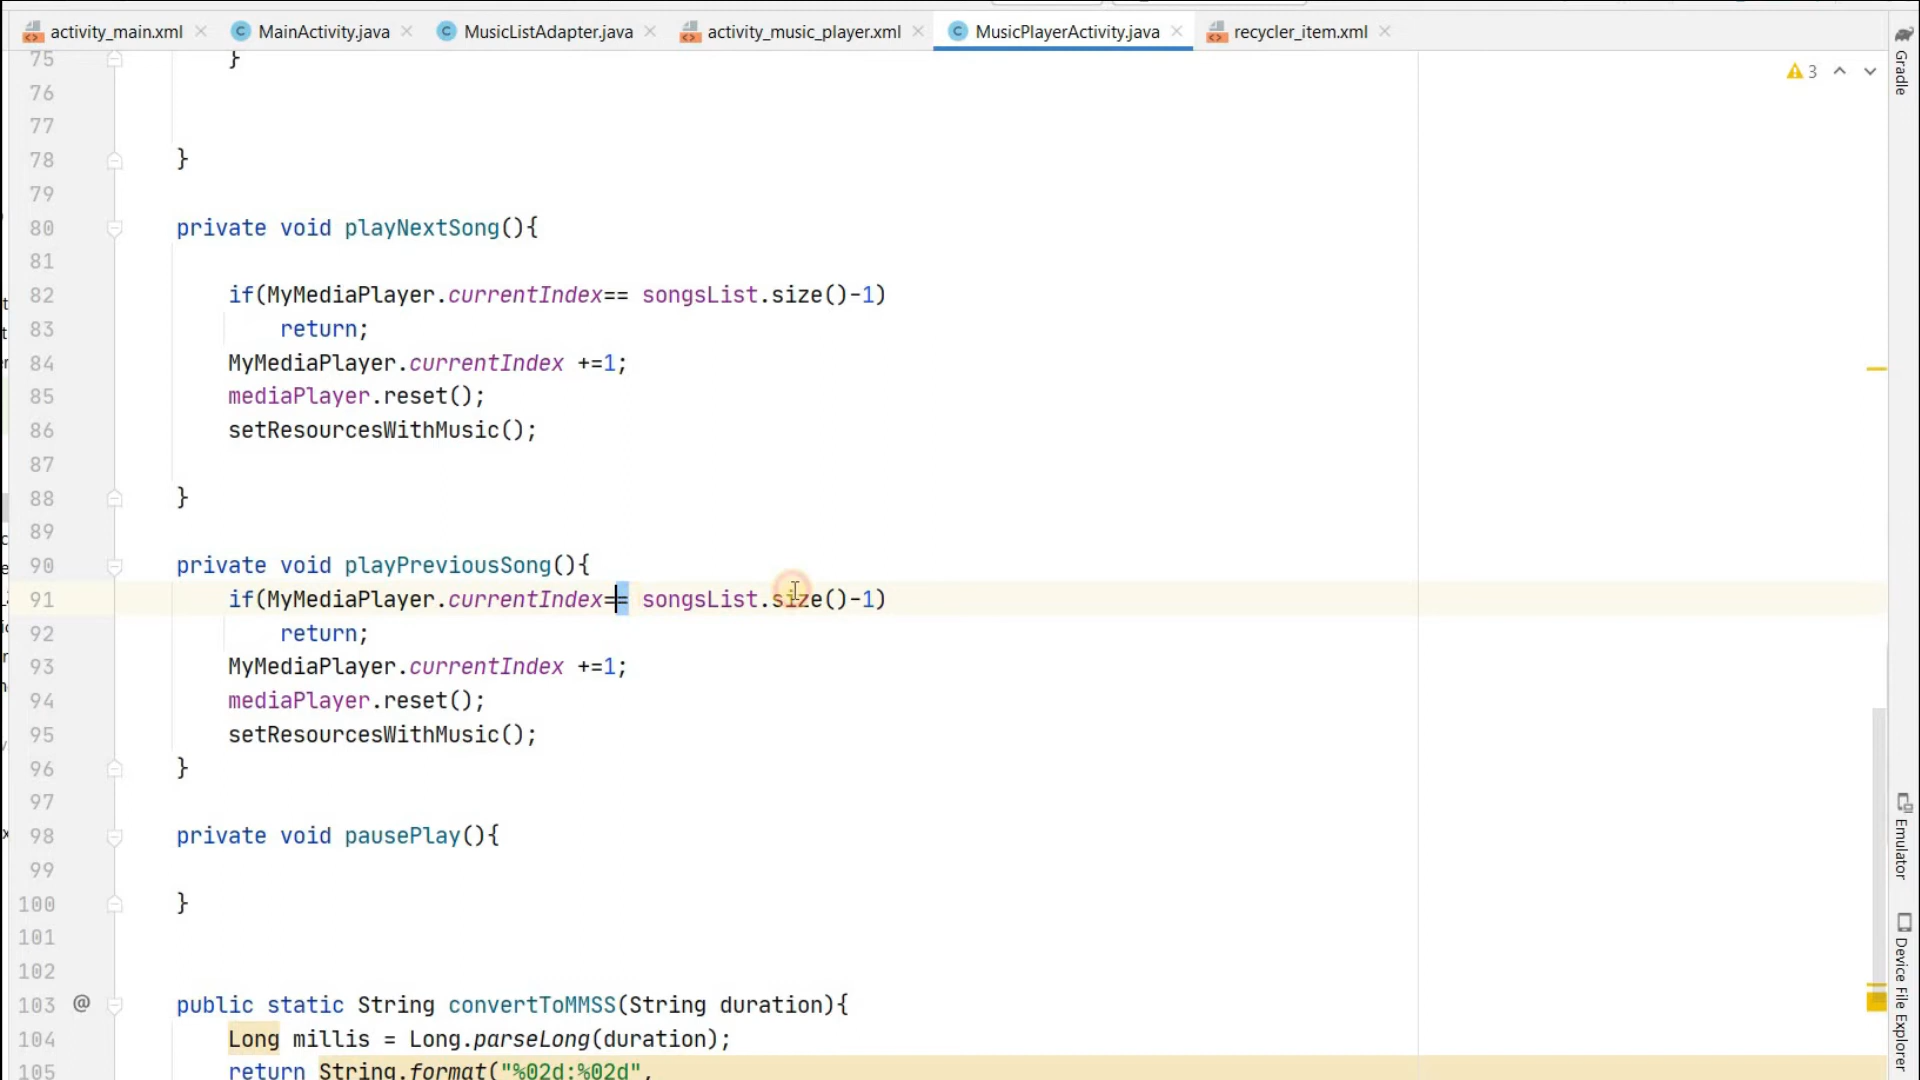 activity_main.xml MainActivity.java MusicListAdapter.java activity_music_player.xml MusicPlayerActivity.java recycler_item.xml
3
Gradle
75 }
76
77
78 }
79
80 private void playNextSong(){
81
82 if(MyMediaPlayer.currentIndex== songsList.size()-1)
83 return;
84 MyMediaPlayer.currentIndex +=1;
85 mediaPlayer.reset();
86 setResourcesWithMusic();
87
88 }
89
90 private void playPreviousSong(){
91 if(MyMediaPlayer.currentIndex== songsList.size()-1)
92 return;
93 MyMediaPlayer.currentIndex +=1;
94 mediaPlayer.reset();
95 setResourcesWithMusic();
96 }
97
98 private void pausePlay(){
99
100 }
101
102
103 @ public static String convertToMMSS(String duration){
104 Long millis = Long.parseLong(duration);
105 return String.format("%02d:%02d",
Emulator
Device File Explorer